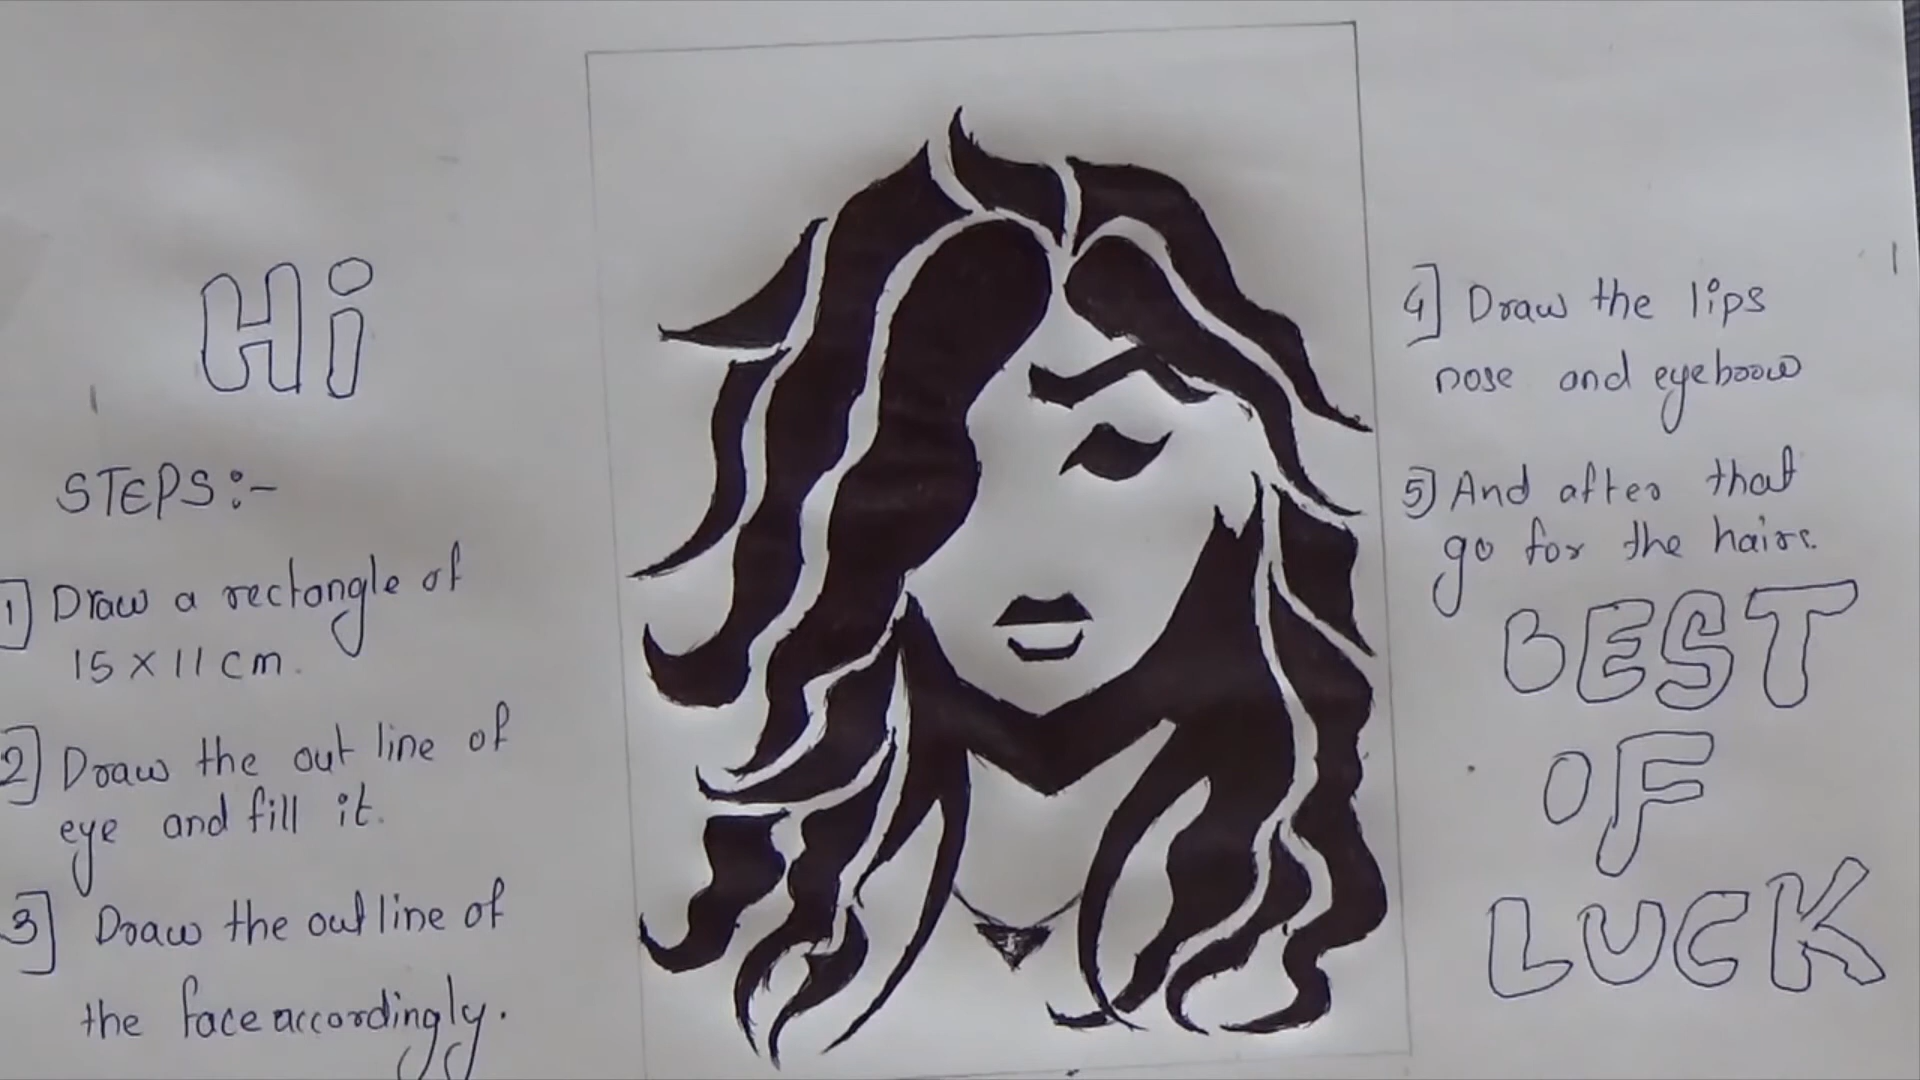 Hi
STEPS:-
1] Draw a rectangle of
15 x 11 cm.
2] Draw the out line of
eye and fill it.
3] Draw the out line of
the face accordingly.
4] Draw the lips
nose and eyebrow
5] And after that
go for the hairs.
BEST
OF
LUCK